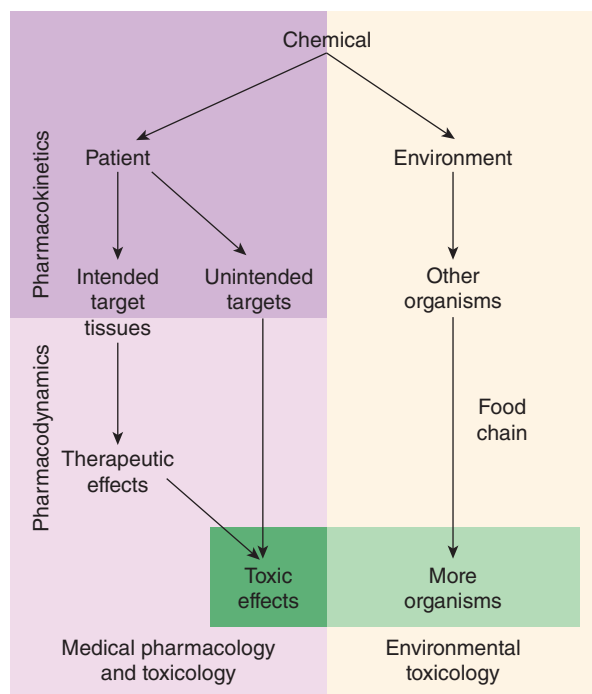 Chemical
Pharmacokinetics
Patient
Environment
Intended
target
tissues
Unintended
targets
Other
organisms
Pharmacodynamics
Food
chain
Therapeutic
effects
Toxic
effects
More
organisms
Medical pharmacology
and toxicology
Environmental
toxicology